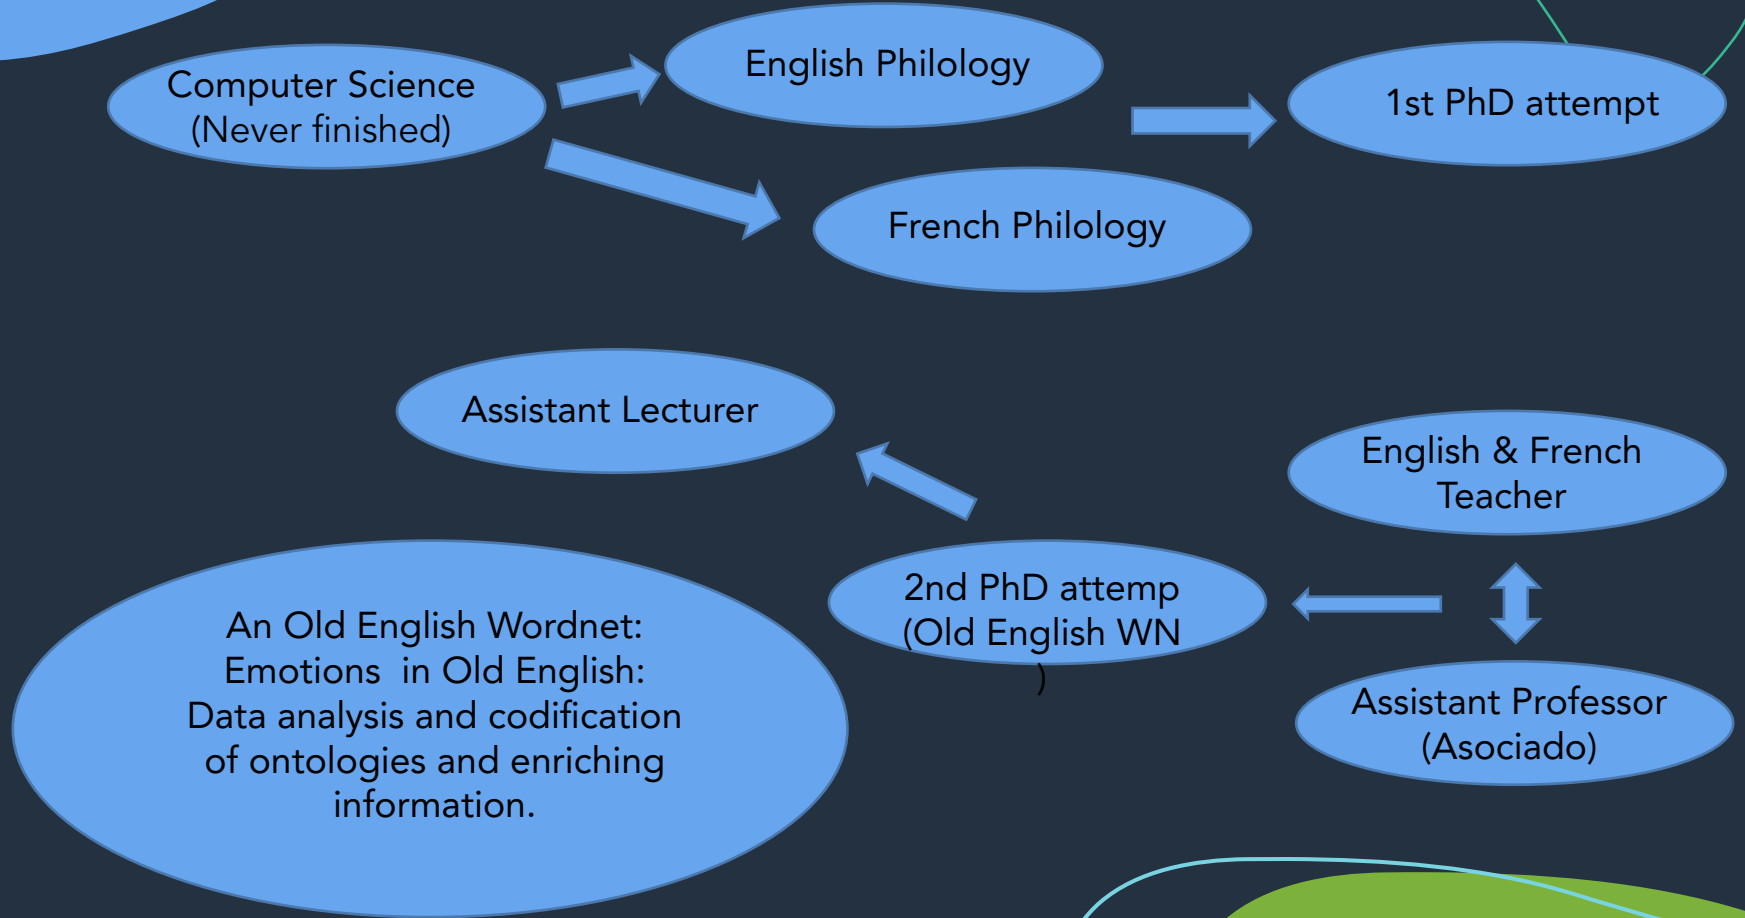 Computer Science
(Never finished)
English Philology
1st PhD attempt
French Philology
Assistant Lecturer
English & French
Teacher
2nd PhD attemp
(Old English WN
)
Assistant Professor
(Asociado)
An Old English Wordnet:
Emotions  in Old English:
Data analysis and codification
of ontologies and enriching
information.